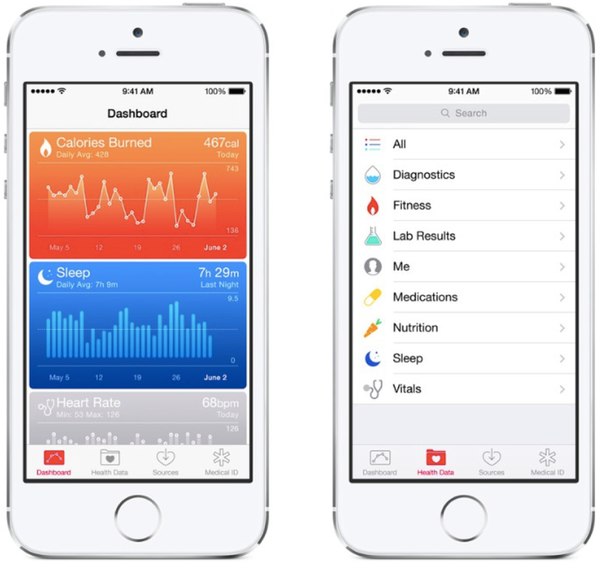 9:41 AM 100%
Dashboard
Calories Burned 467cal
Daily Avg: 428 Today
743
136
May 5 12 19 26 June 2
Sleep 7h 29m
Daily Avg: 7h 9m Last Night
9.5
0
May 5 12 19 26 June 2
Heart Rate 68bpm
Min: 53 Max: 126 Today
126
Dashboard Health Data Sources Medical ID
9:41 AM 100%
Search
All
Diagnostics
Fitness
Lab Results
Me
Medications
Nutrition
Sleep
Vitals
Dashboard Health Data Sources Medical ID